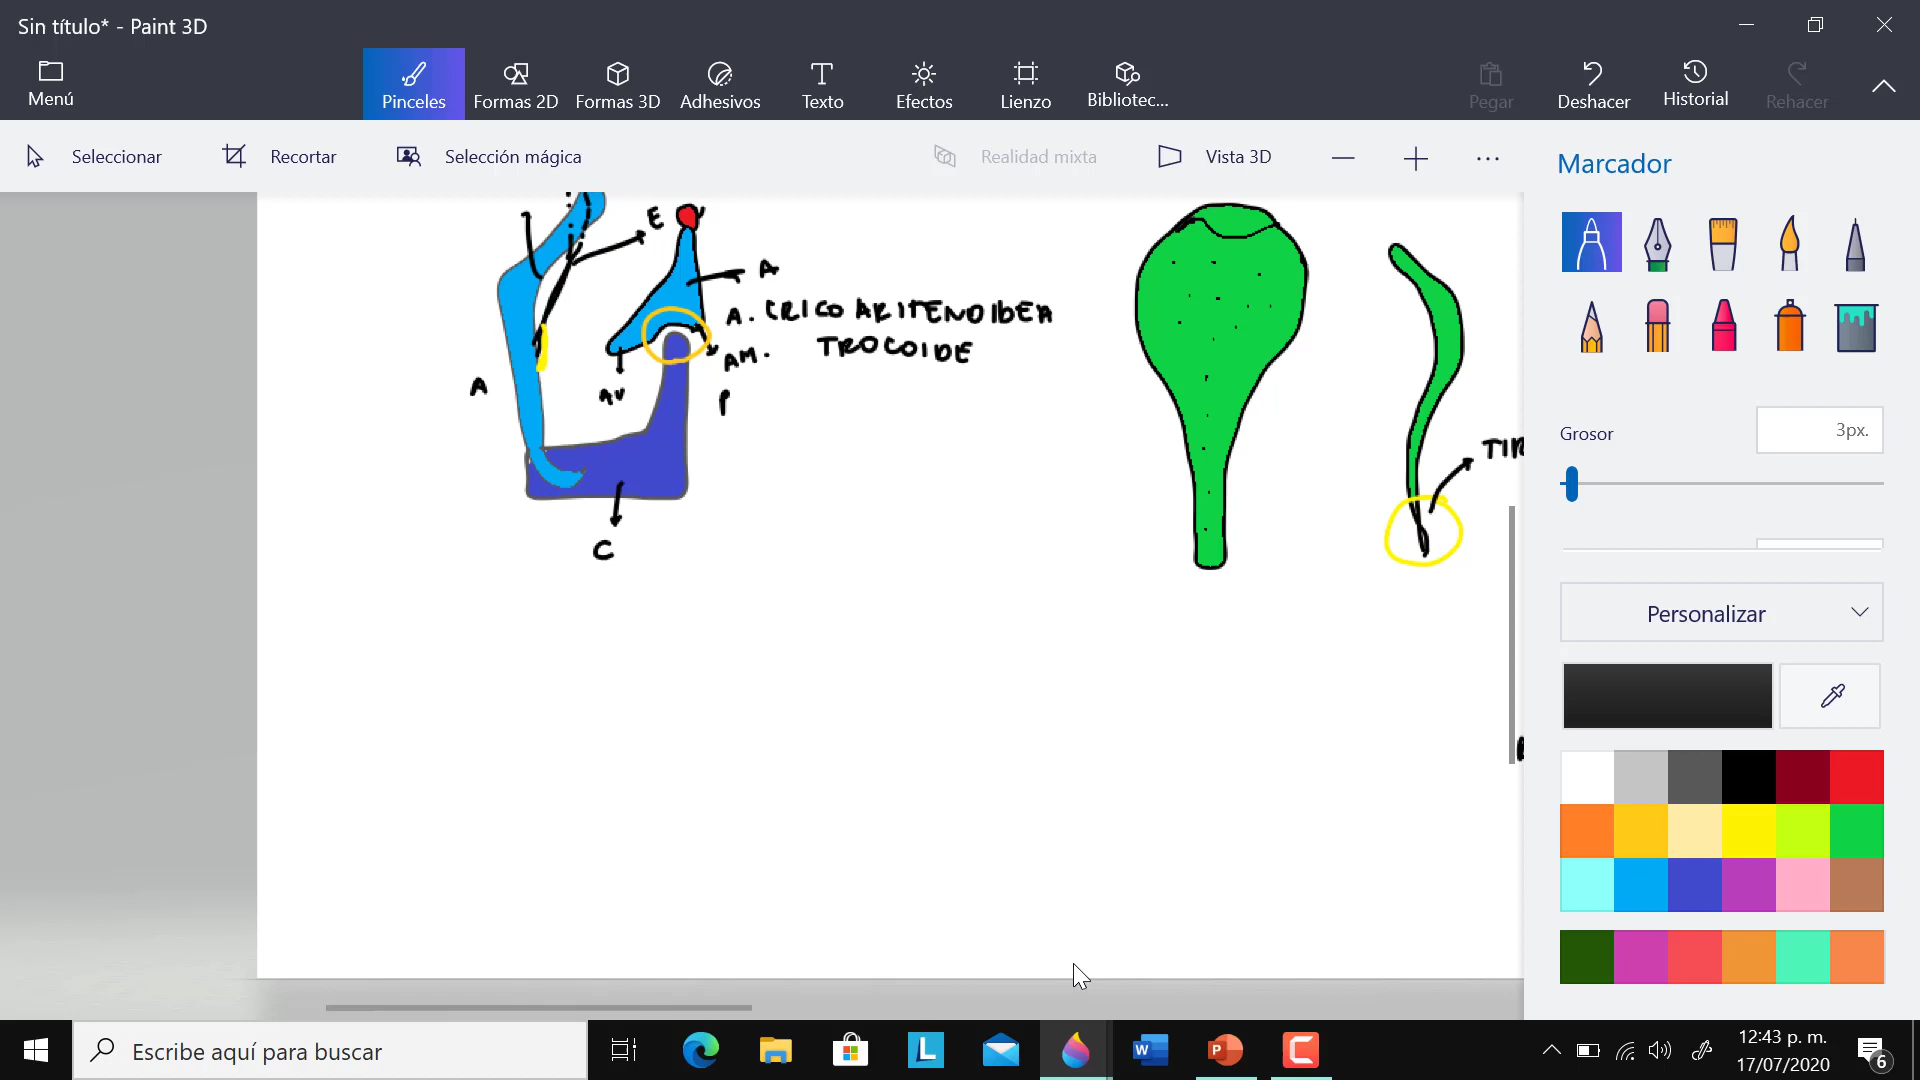 Sin título* - Paint 3D
Menú
Pinceles
Formas 2D
Formas 3D
Adhesivos
Texto
Efectos
Lienzo
Bibliotec...
Pegar
Deshacer
Historial
Rehacer
Seleccionar
Recortar
Selección mágica
Realidad mixta
Vista 3D
Marcador
E
A
A. CRICO ARITENOIDEA
TROCOIDE
AM.
AV
P
A
C
TIR
Grosor
3px.
Personalizar
Escribe aquí para buscar
12:43 p. m.
17/07/2020
6